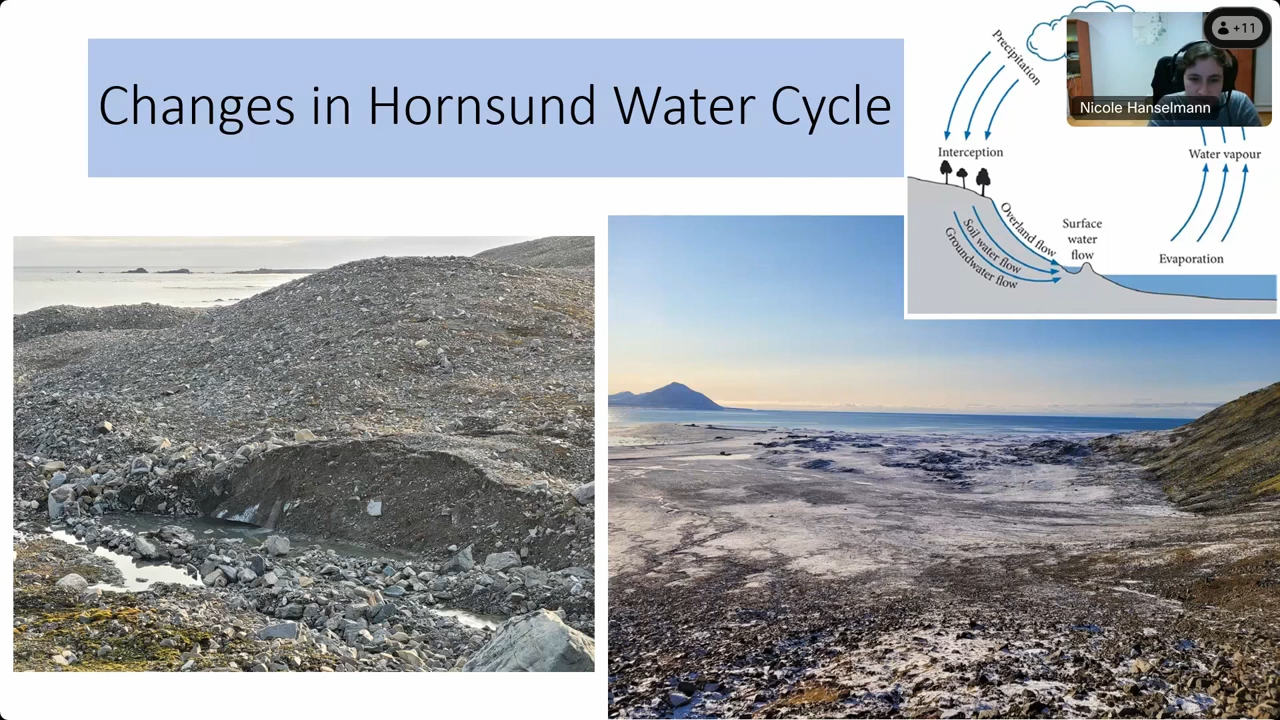 Changes in Hornsund Water Cycle
+11
Nicole Hanselmann
Precipitation
Interception
Water vapour
Overland flow
Soil water flow
Groundwater flow
Surface
water
flow
Evaporation